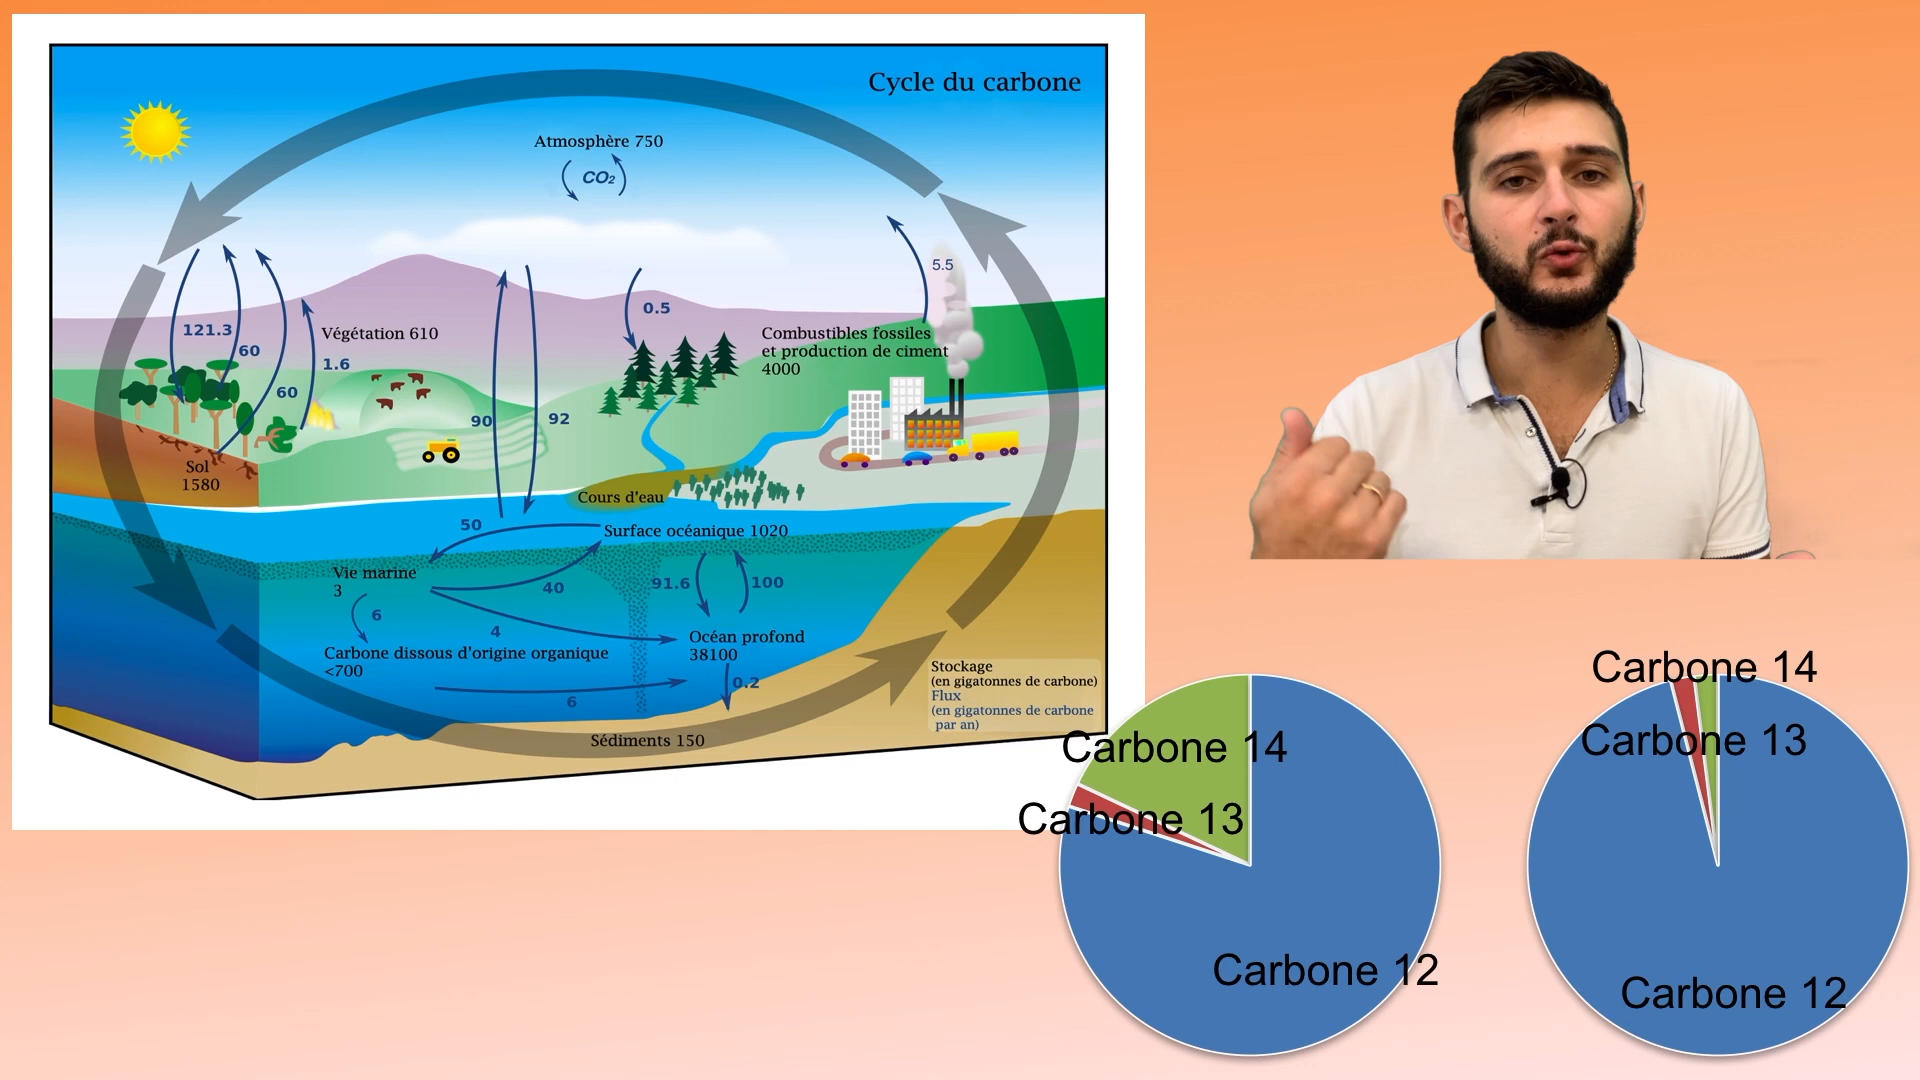 Cycle du carbone
Atmosphère 750
CO₂
5.5
121.3
60
60
1.6
Végétation 610
0.5
Combustibles fossiles
et production de ciment
4000
90
92
Sol
1580
Cours d'eau
50
Surface océanique 1020
Vie marine
3
40
91.6
100
6
4
Océan profond
38100
Carbone dissous d'origine organique
<700
6
0.2
Stockage
(en gigatonnes de carbone)
Flux
(en gigatonnes de carbone
par an)
Sédiments 150
Carbone 14
Carbone 13
Carbone 12
Carbone 14
Carbone 13
Carbone 12